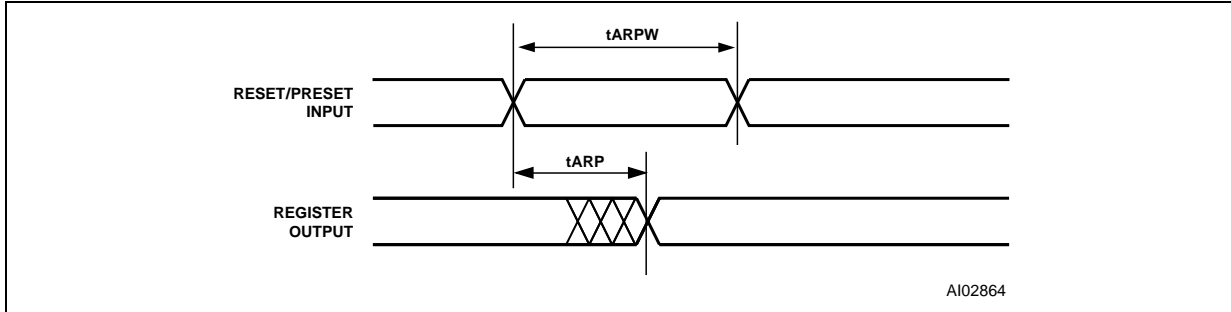 tARPW
RESET/PRESET
INPUT
tARP
REGISTER
OUTPUT
AI02864